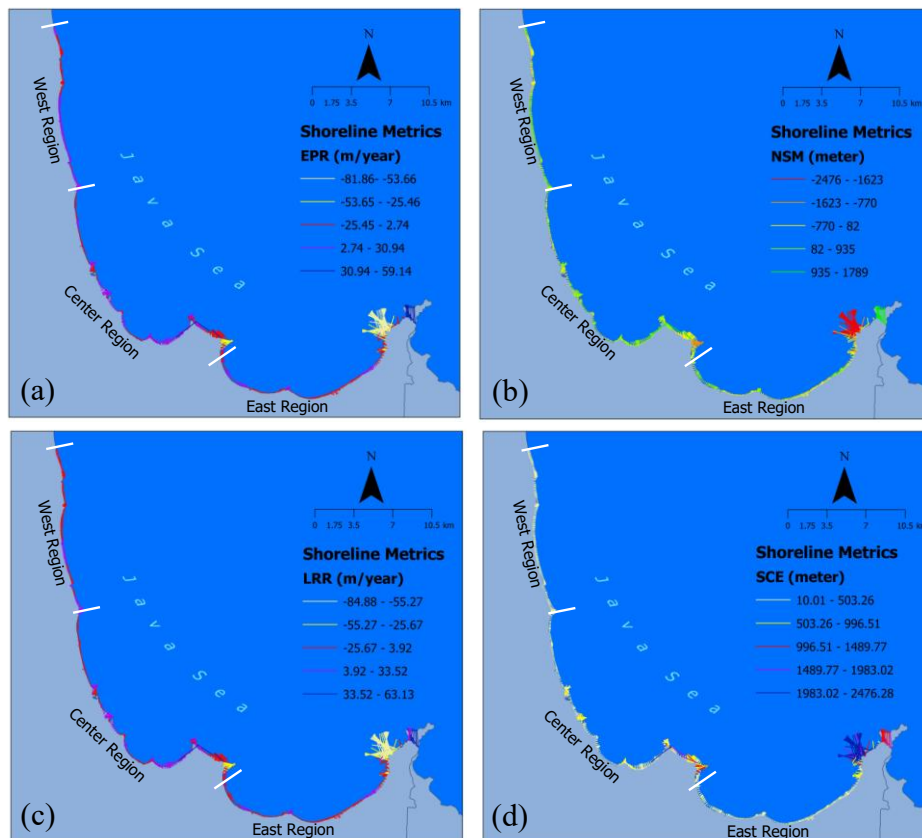 N
0 1.75 3.5 7 10.5 km
Shoreline Metrics
EPR (m/year)
-81.86- -53.66
-53.65 - -25.46
-25.45 - 2.74
2.74 - 30.94
30.94 - 59.14
West Region
Java Sea
Center Region
East Region
(a)
N
0 1.75 3.5 7 10.5 km
Shoreline Metrics
NSM (meter)
-2476 - -1623
-1623 - -770
-770 - 82
82 - 935
935 - 1789
West Region
Java Sea
Center Region
East Region
(b)
N
0 1.75 3.5 7 10.5 km
Shoreline Metrics
LRR (m/year)
-84.88 - -55.27
-55.27 - -25.67
-25.67 - 3.92
3.92 - 33.52
33.52 - 63.13
West Region
Java Sea
Center Region
East Region
(c)
N
0 1.75 3.5 7 10.5 km
Shoreline Metrics
SCE (meter)
10.01 - 503.26
503.26 - 996.51
996.51 - 1489.77
1489.77 - 1983.02
1983.02 - 2476.28
West Region
Java Sea
Center Region
East Region
(d)